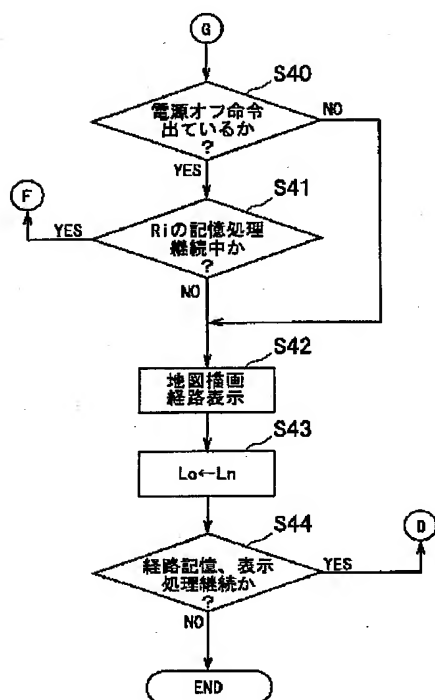 G
S40
電源オフ命令
出ているか
?
NO
YES
S41
F
YES
Riの記憶処理
継続中か
?
NO
S42
地図描画
経路表示
S43
Lo←Ln
S44
D
経路記憶、表示
処理継続か
?
YES
NO
END